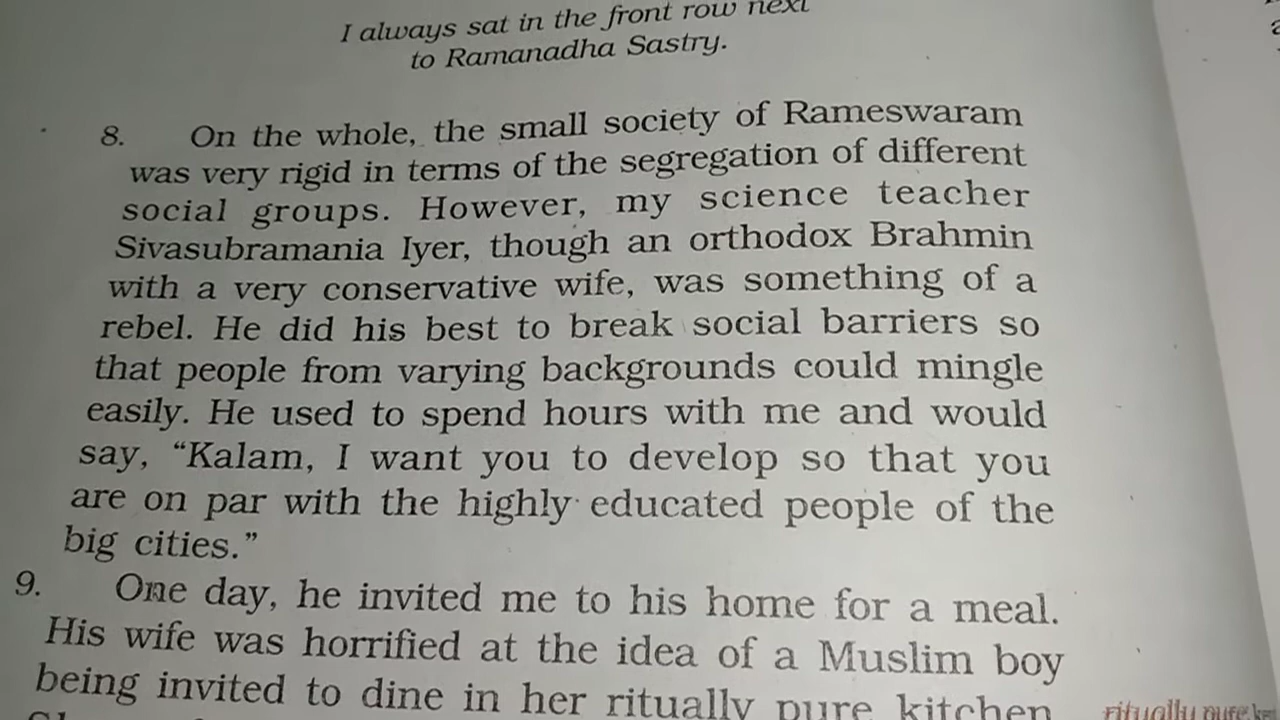 I always sat in the front row next
to Ramanadha Sastry.
8. On the whole, the small society of Rameswaram
was very rigid in terms of the segregation of different
social groups. However, my science teacher
Sivasubramania Iyer, though an orthodox Brahmin
with a very conservative wife, was something of a
rebel. He did his best to break social barriers so
that people from varying backgrounds could mingle
easily. He used to spend hours with me and would
say, “Kalam, I want you to develop so that you
are on par with the highly educated people of the
big cities.”
9. One day, he invited me to his home for a meal.
His wife was horrified at the idea of a Muslim boy
being invited to dine in her ritually pure kitchen
ritually pure